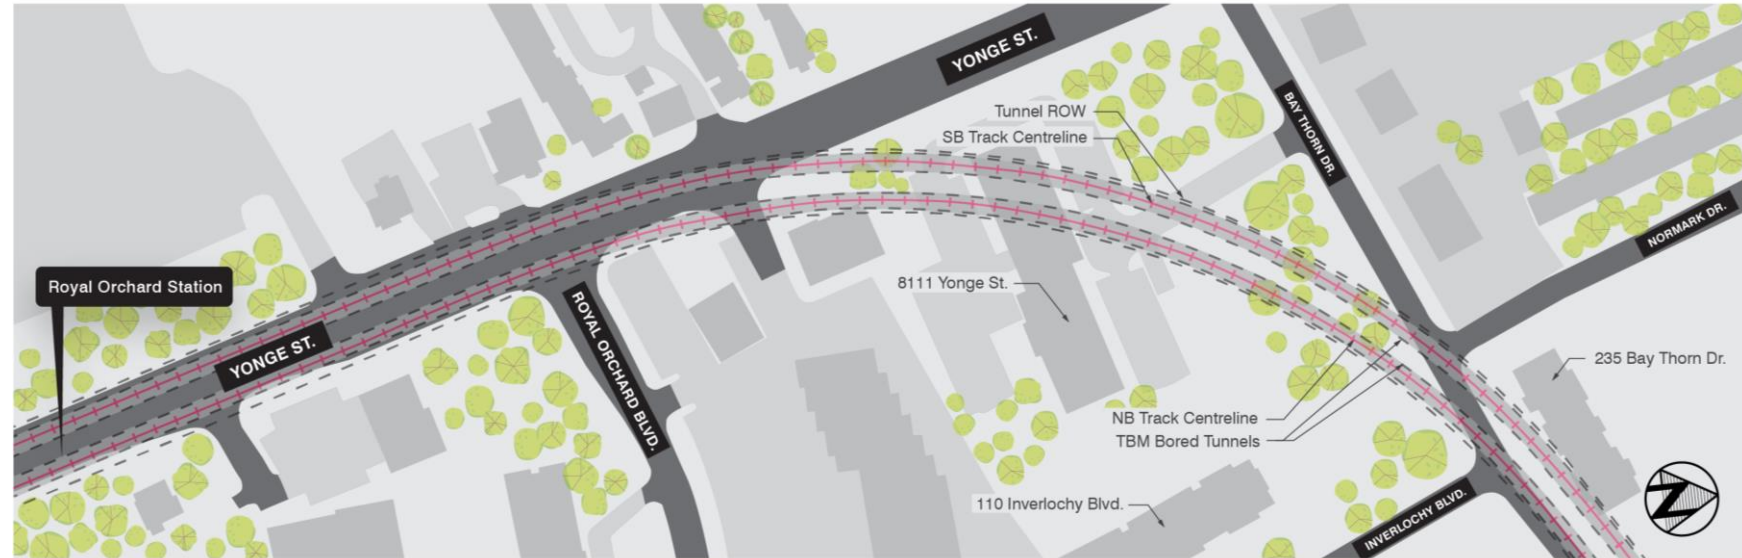 YONGE ST.
BAY THORN DR.
Tunnel ROW
SB Track Centreline
NORMARK DR.
Royal Orchard Station
8111 Yonge St.
YONGE ST.
ROYAL ORCHARD BLVD.
235 Bay Thorn Dr.
NB Track Centreline
TBM Bored Tunnels
110 Inverlochy Blvd.
INVERLOCHY BLVD.
N